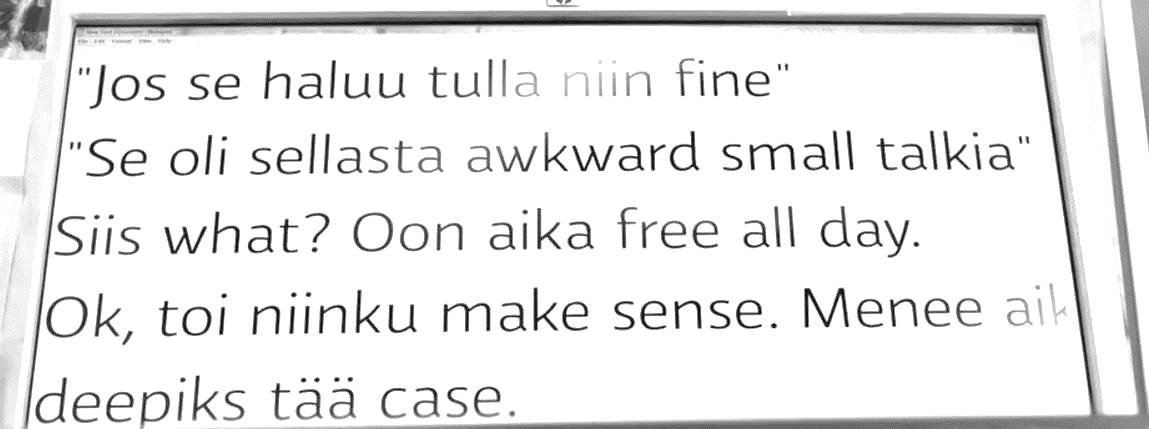 "Jos se haluu tulla niin fine"
"Se oli sellasta awkward small talkia"
Siis what? Oon aika free all day.
Ok, toi niinku make sense. Menee
deepiks tää case.